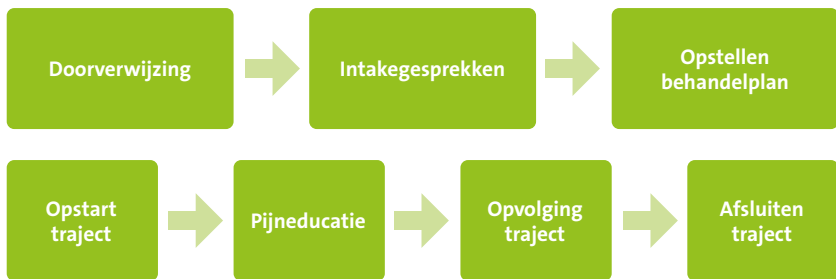 Doorverwijzing
Intakegesprekken
Opstellen
behandelplan
Opstart
traject
Pijneducatie
Opvolging
traject
Afsluiten
traject